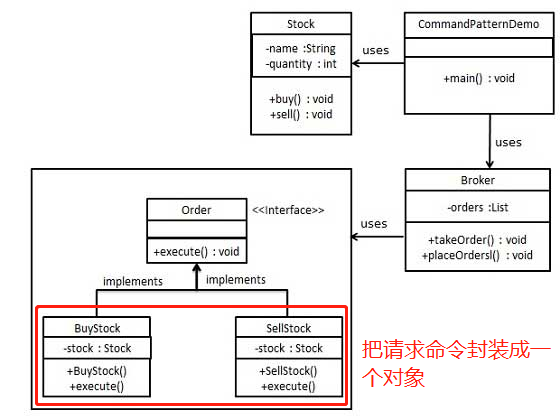 Stock
-name :String
-quantity : int
+buy() : void
+sell() : void
uses
CommandPatternDemo
+main() : void
uses
Broker
-orders :List
+takeOrder() : void
+placeOrdersl() : void
uses
Order
<<Interface>>
+execute() : void
implements
implements
BuyStock
-stock : Stock
+BuyStock()
+execute()
SellStock
-stock : Stock
+SellStock()
+execute()
把请求命令封装成一
个对象